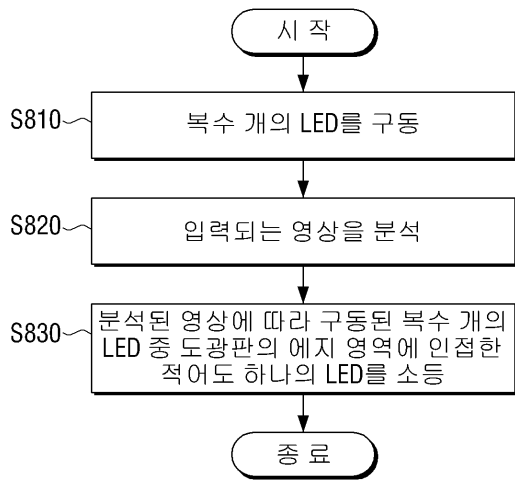 시 작
S810
복수 개의 LED를 구동
S820
입력되는 영상을 분석
S830
분석된 영상에 따라 구동된 복수 개의
LED 중 도광판의 에지 영역에 인접한
적어도 하나의 LED를 소등
종 료